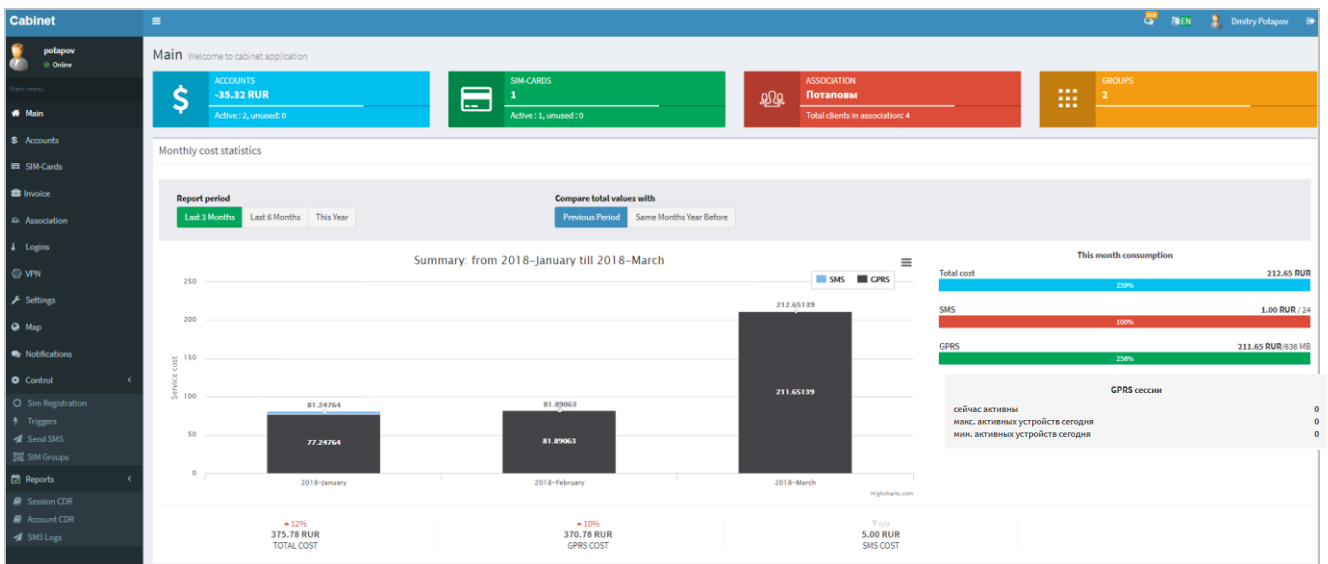 Cabinet
EN
Dmitry Potapov
potapov
Online
Main menu
Main
Accounts
SIM-Cards
Invoice
Association
Logins
VPN
Settings
Map
Notifications
Control
Sim Registration
Triggers
Send SMS
SIM Groups
Reports
Session CDR
Account CDR
SMS Logs
Main Welcome to cabinet application
ACCOUNTS
-35.32 RUR
Active : 2, unused: 0
SIM-CARDS
1
Active : 1, unused : 0
ASSOCIATION
Потаповы
Total clients in association: 4
GROUPS
2
Monthly cost statistics
Report period
Last 3 Months Last 6 Months This Year
Compare total values with
Previous Period Same Months Year Before
Summary: from 2018-January till 2018-March
SMS GPRS
Service cost
250
200
150
100
50
0
81.24764
77.24764
81.89063
81.89063
212.65139
211.65139
2018-January 2018-February 2018-March
Highcharts.com
This month consumption
Total cost 212.65 RUR
259%
SMS 1.00 RUR / 24
100%
GPRS 211.65 RUR/636 MB
258%
GPRS сессии
сейчас активны 0
макс. активных устройств сегодня 0
мин. активных устройств сегодня 0
12%
375.78 RUR
TOTAL COST
10%
370.78 RUR
GPRS COST
? n/a
5.00 RUR
SMS COST